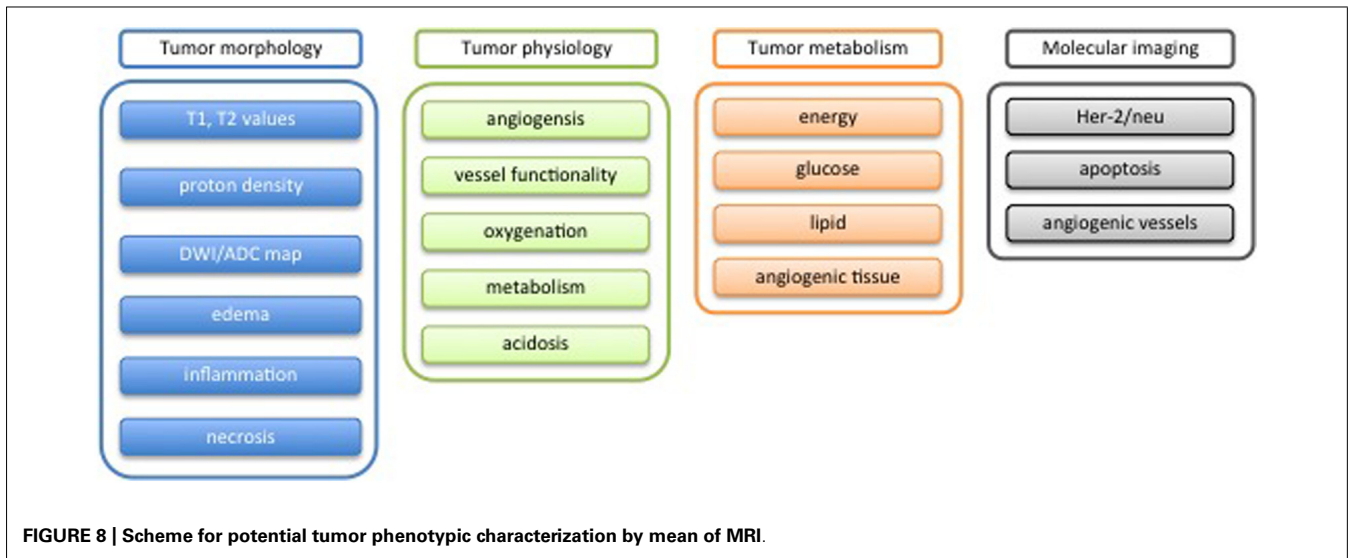 Tumor morphology
T1, T2 values
proton density
DWI/ADC map
edema
inflammation
necrosis
Tumor physiology
angiogensis
vessel functionality
oxygenation
metabolism
acidosis
Tumor metabolism
energy
glucose
lipid
angiogenic tissue
Molecular imaging
Her-2/neu
apoptosis
angiogenic vessels
FIGURE 8 | Scheme for potential tumor phenotypic characterization by mean of MRI.